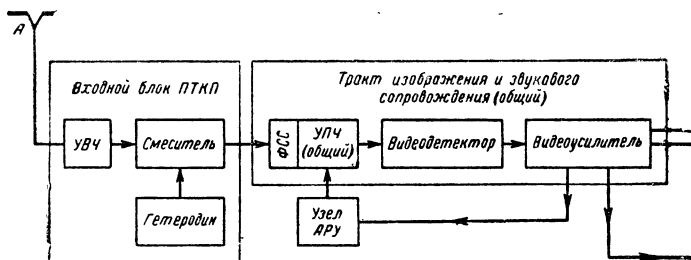 А
Входной блок ПТКП
Тракт изображения и звукового
сопровождения (общий)
УВЧ
Смеситель
ФСС
УПЧ
(общий)
Видеодетектор
Видеоусилитель
Гетеродин
Узел
АРУ